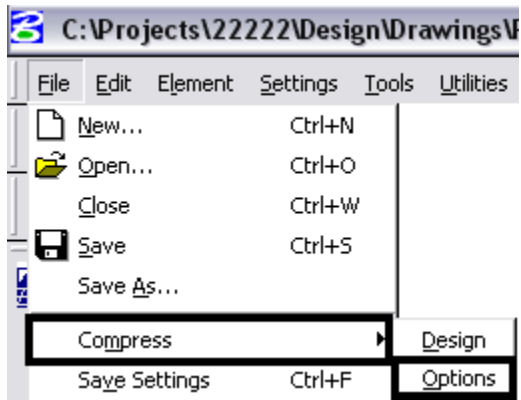 C:\Projects\22222\Design\Drawings\
File Edit Element Settings Tools Utilities
New... Ctrl+N
Open... Ctrl+O
Close Ctrl+W
Save Ctrl+S
Save As...
Compress Design
Save Settings Ctrl+F Options